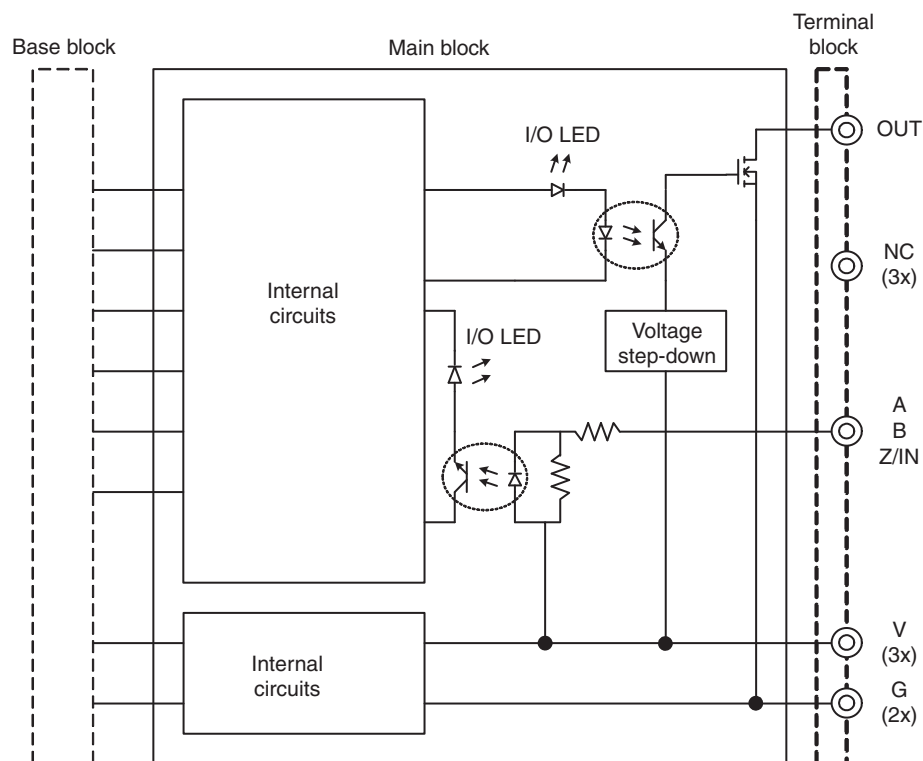 Base block
Main block
Terminal
block
I/O LED
OUT
NC
(3x)
Internal
circuits
I/O LED
Voltage
step-down
A
B
Z/IN
Internal
circuits
V
(3x)
G
(2x)